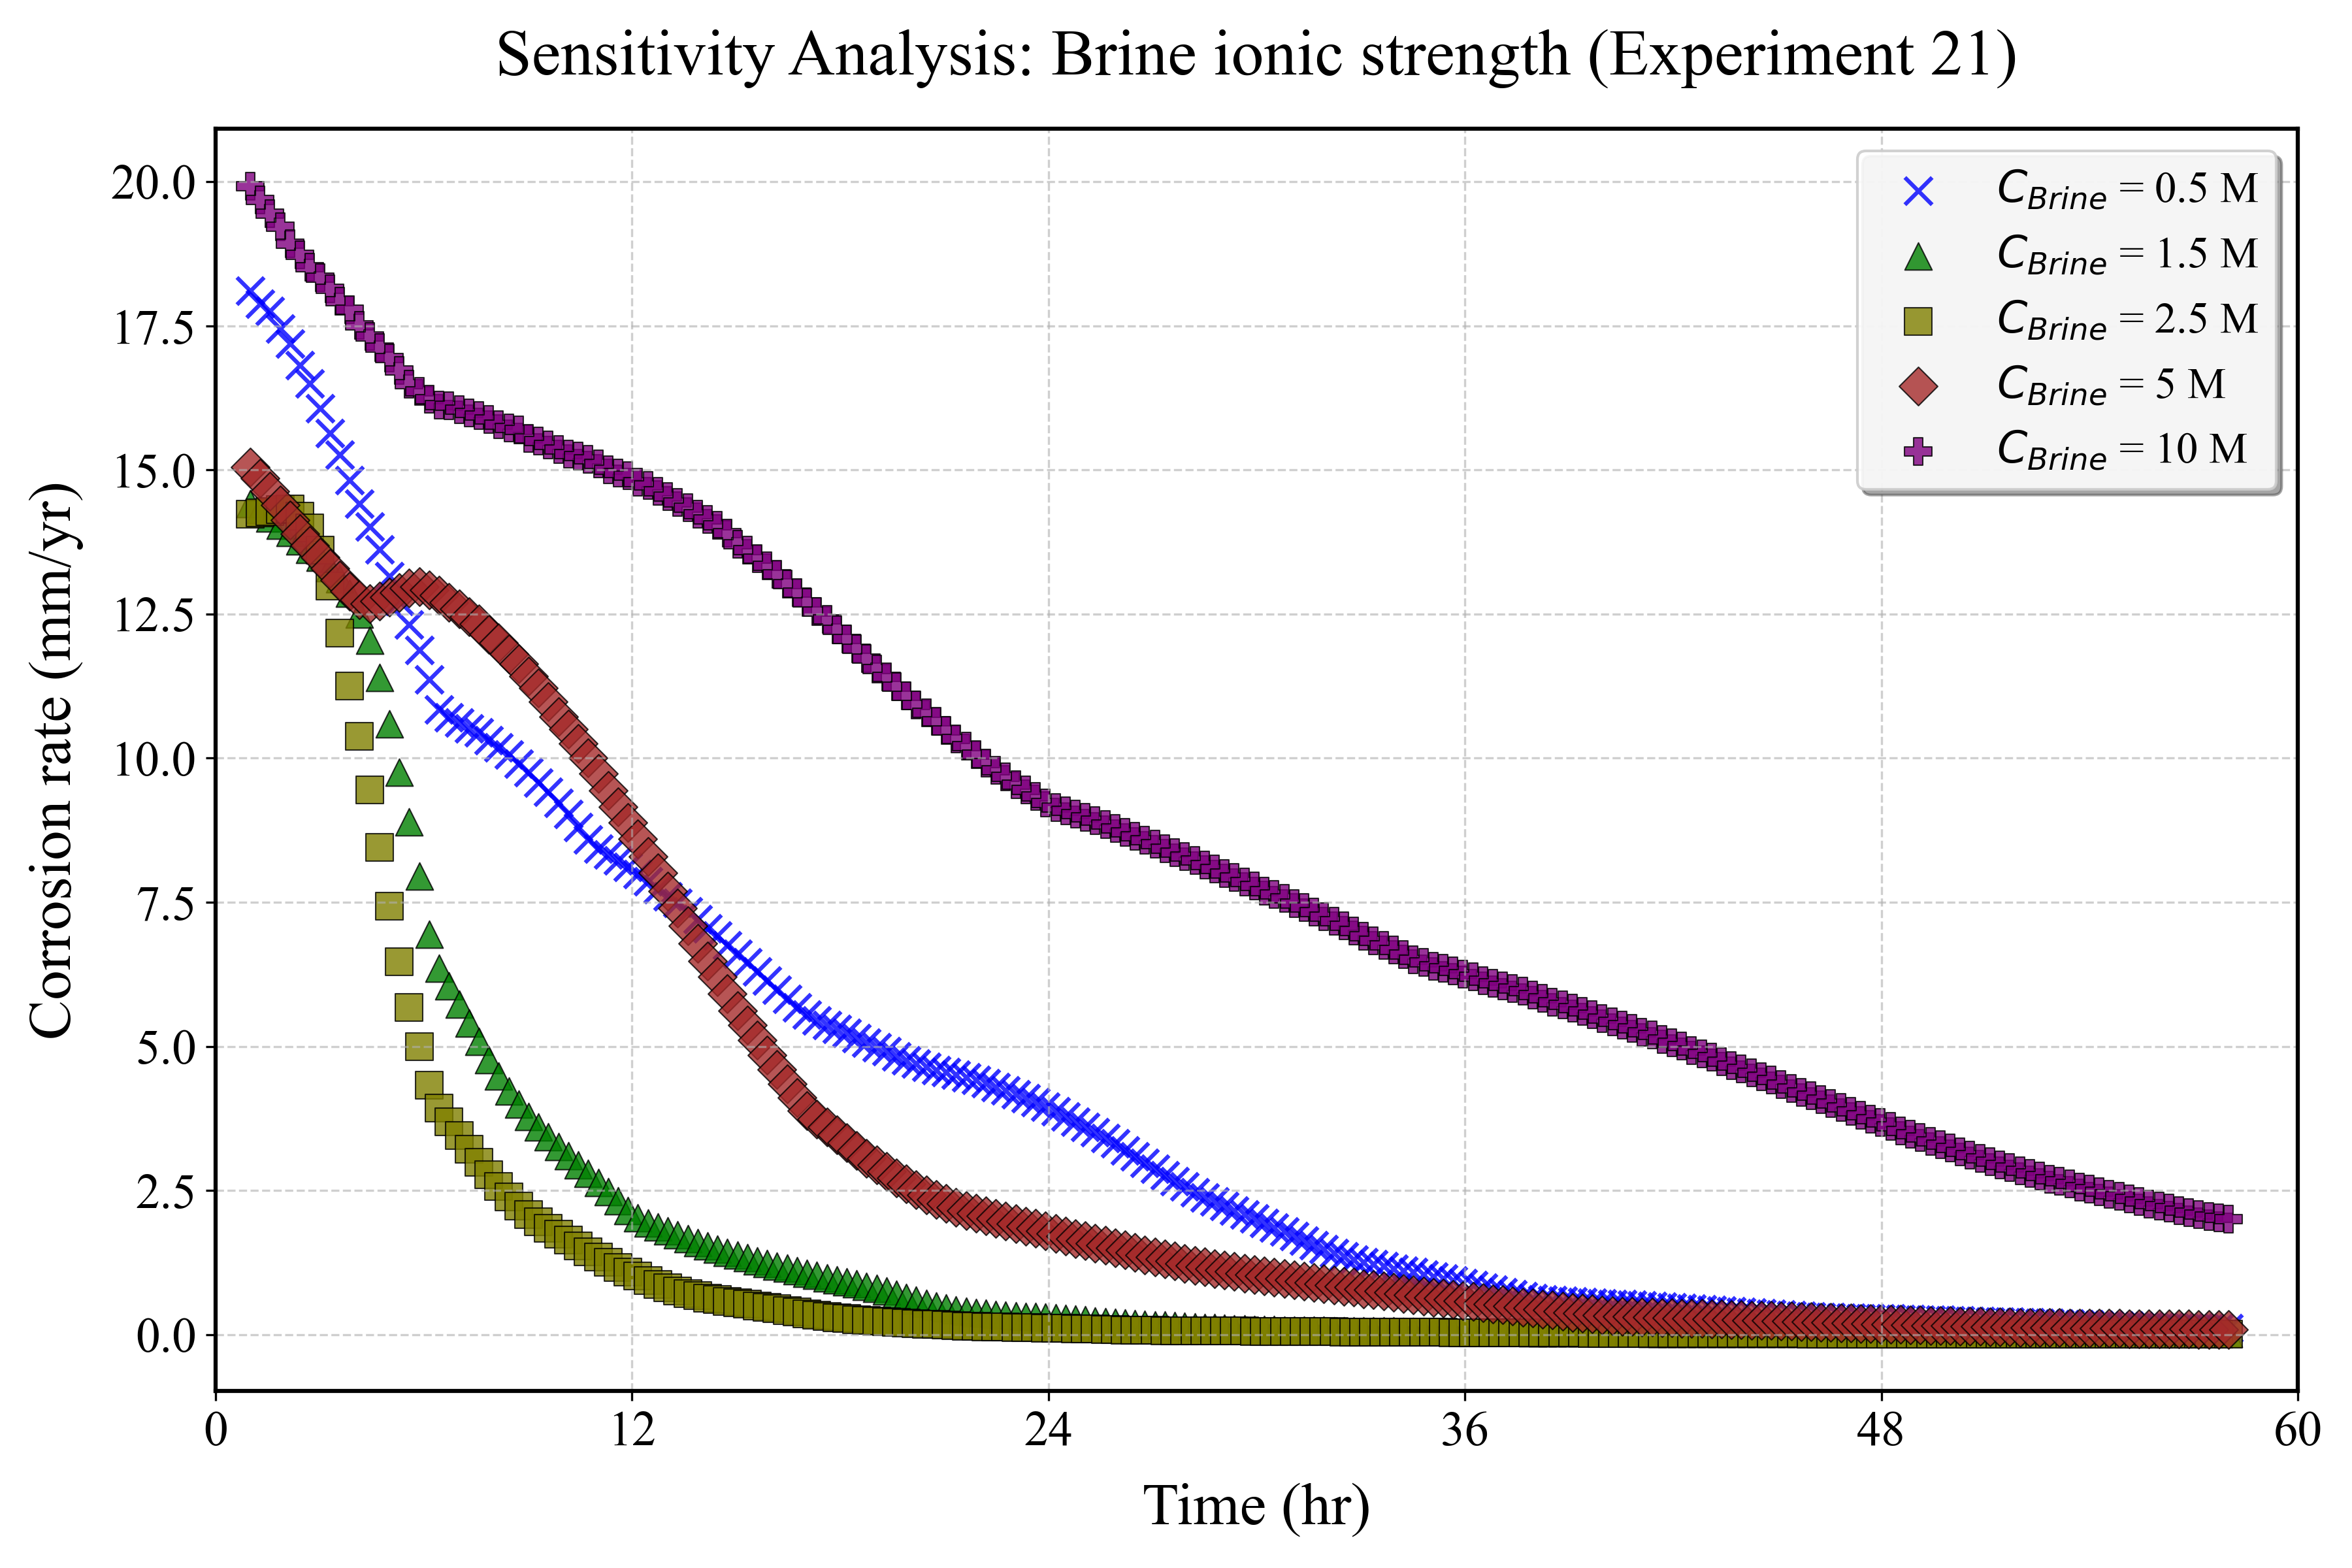 Sensitivity Analysis: Brine ionic strength (Experiment 21)
Corrosion rate (mm/yr)
20.0
17.5
15.0
12.5
10.0
7.5
5.0
2.5
0.0
C_Brine = 0.5 M
C_Brine = 1.5 M
C_Brine = 2.5 M
C_Brine = 5 M
C_Brine = 10 M
0 12 24 36 48 60
Time (hr)